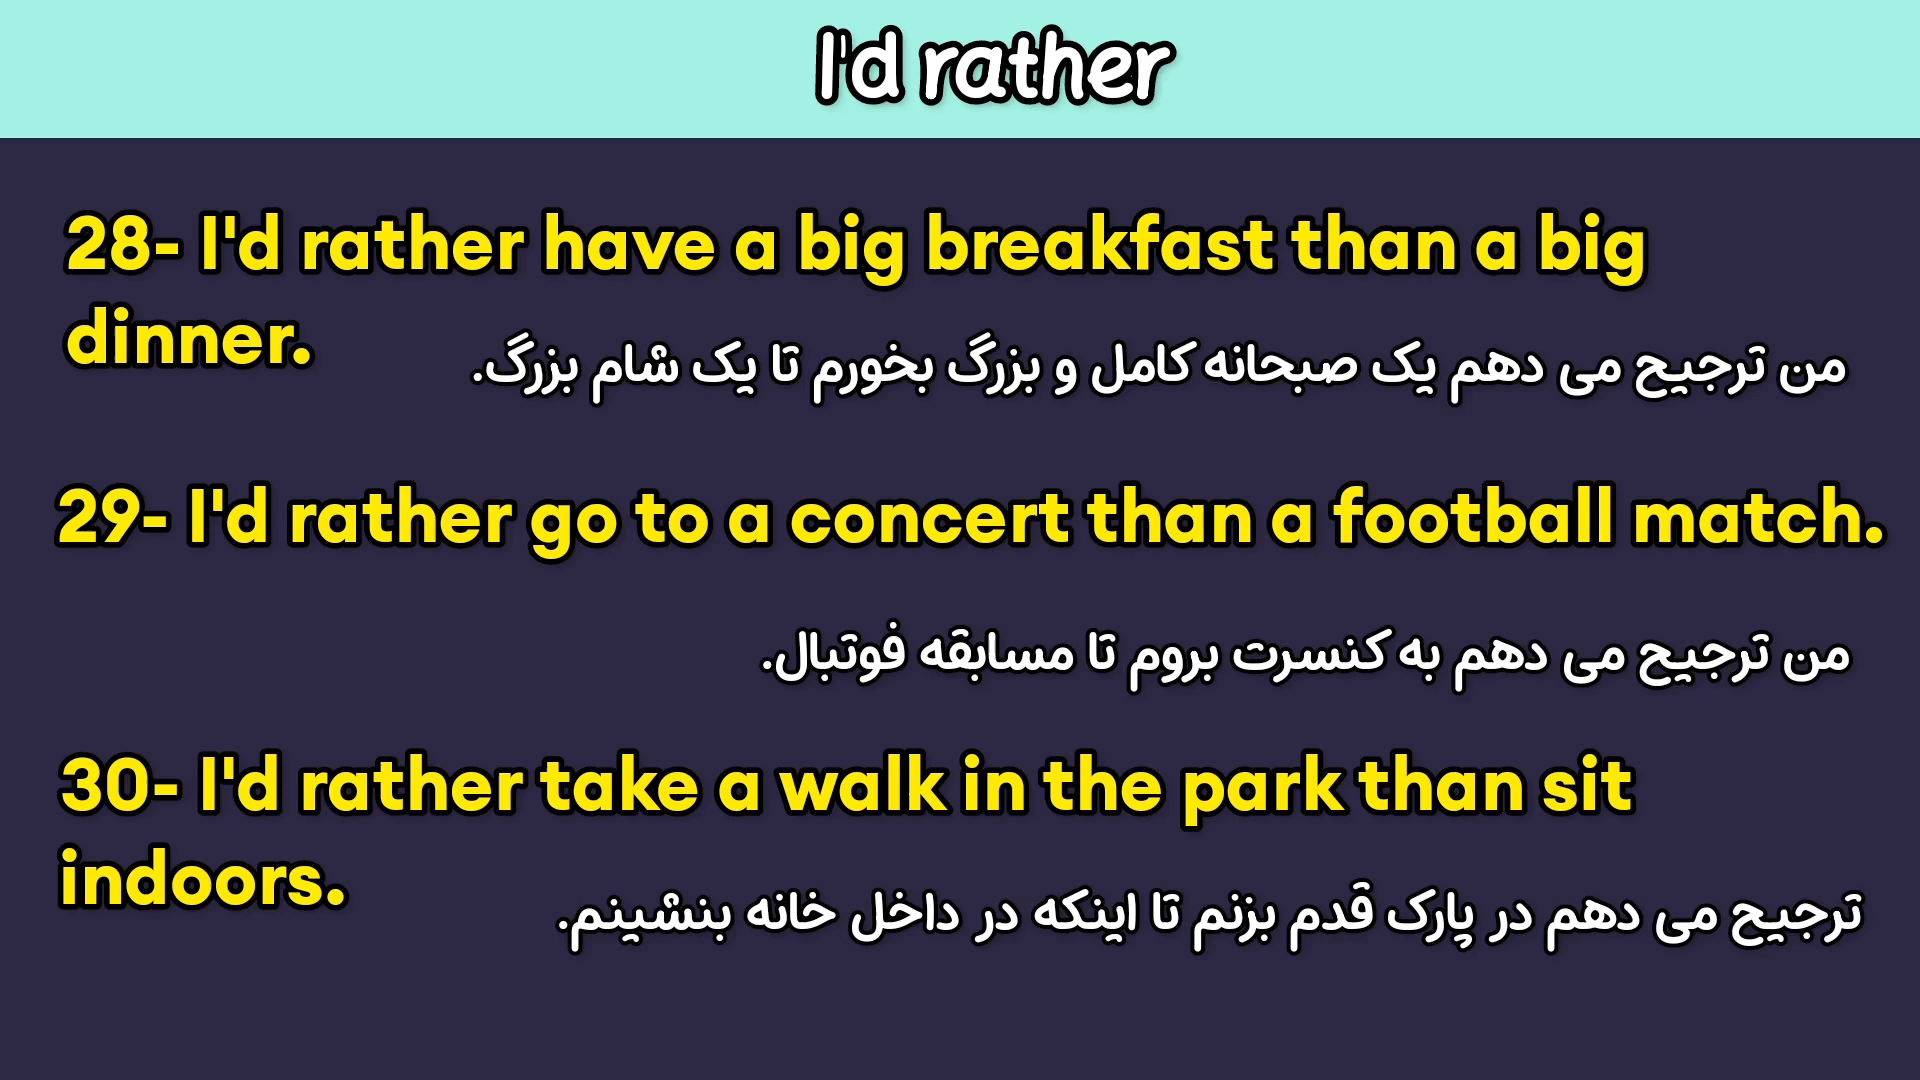 I'd rather
28- I'd rather have a big breakfast than a big
dinner.
من ترجیح می دهم یک صبحانه کامل و بزرگ بخورم تا یک شام بزرگ.
29- I'd rather go to a concert than a football match.
من ترجیح می دهم به کنسرت بروم تا مسابقه فوتبال.
30- I'd rather take a walk in the park than sit
indoors.
ترجیح می دهم در پارک قدم بزنم تا اینکه در داخل خانه بنشینم.